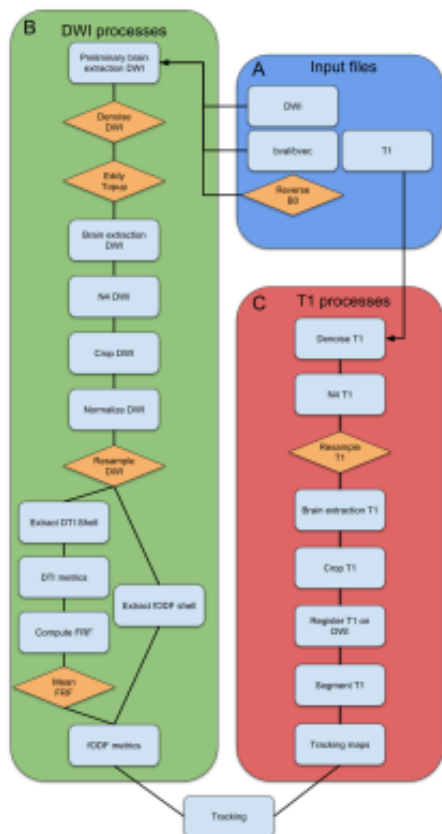 B
DWI processes
Preliminary brain
extraction DWI
Denoise
DWI
Eddy
Topup
Brain extraction
DWI
N4 DWI
Crop DWI
Normalize DWI
Resample
DWI
Extract DTI Shell
DTI metrics
Compute FRF
Mean
FRF
Extract fODF shell
fODF metrics
A
Input files
DWI
bval/bvec
T1
Reverse
B0
C
T1 processes
Denoise T1
N4 T1
Resample
T1
Brain extraction T1
Crop T1
Register T1 on
DWI
Segment T1
Tracking maps
Tracking